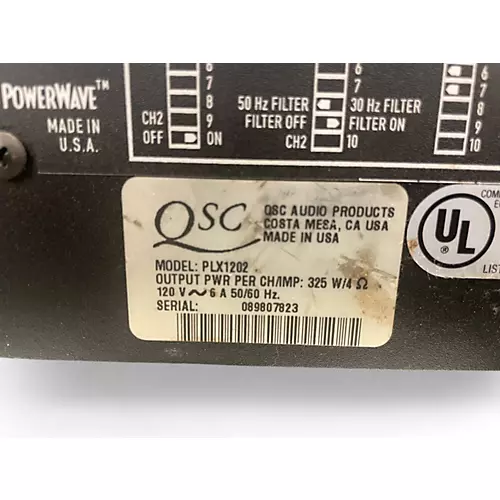 POWERWAVE™
MADE IN
U.S.A.
6
7
8
CH2 9
OFF ON
6
7
50 Hz FILTER 30 Hz FILTER
FILTER OFF FILTER ON
CH2 10
6
7
8
9
10
QSC
QSC AUDIO PRODUCTS
COSTA MESA, CA USA
MADE IN USA
MODEL: PLX1202
OUTPUT PWR PER CH/IMP: 325 W/4 Ω
120 V ~ 6 A 50/60 Hz.
SERIAL: 089807823
UL
LIST